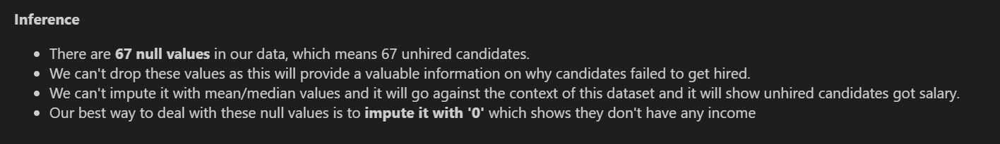 Inference
• There are 67 null values in our data, which means 67 unhired candidates.
• We can't drop these values as this will provide a valuable information on why candidates failed to get hired.
• We can't impute it with mean/median values and it will go against the context of this dataset and it will show unhired candidates got salary.
• Our best way to deal with these null values is to impute it with '0' which shows they don't have any income